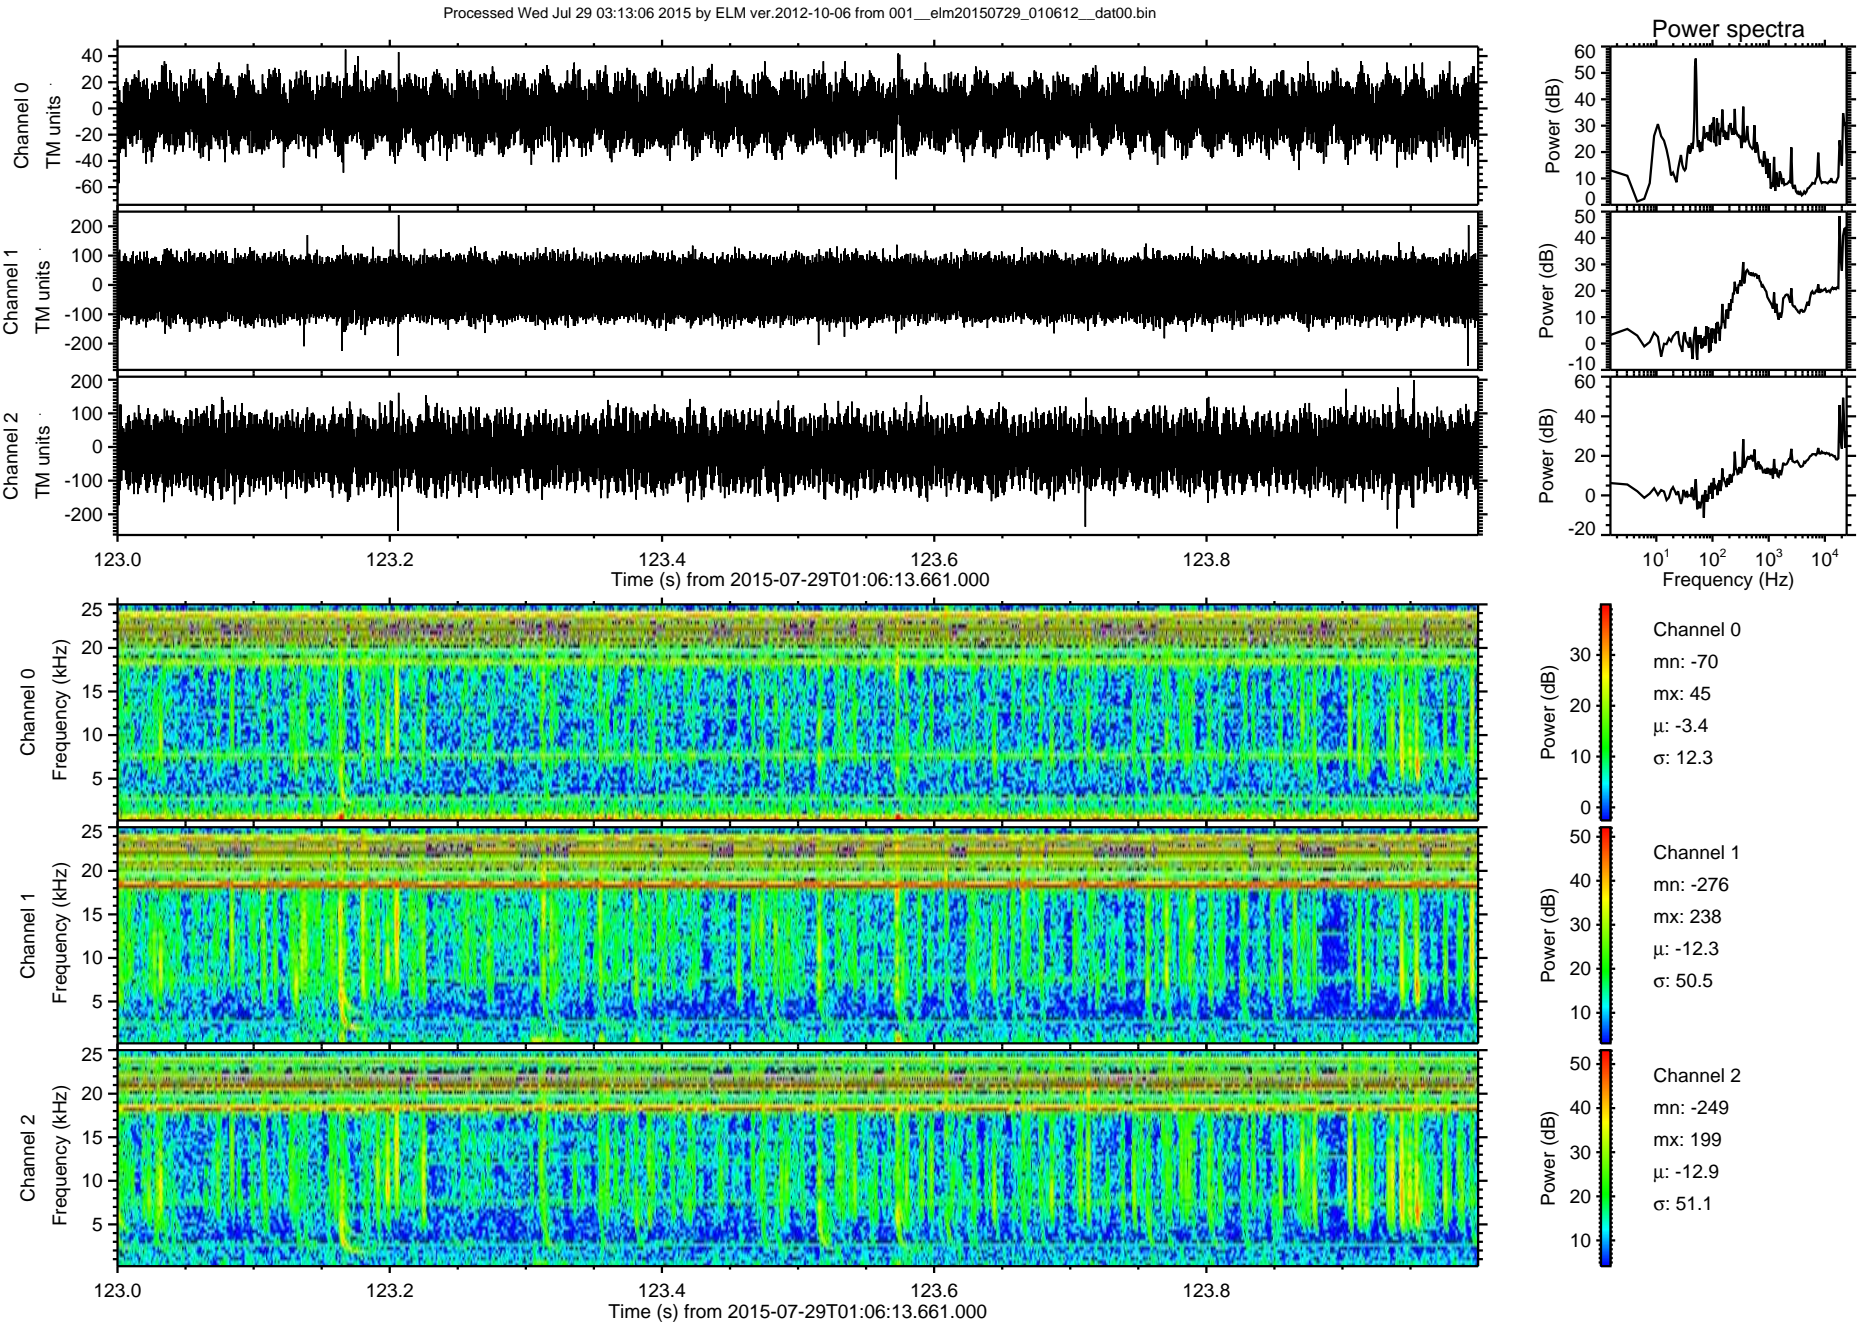 Processed Wed Jul 29 03:13:06 2015 by ELM ver.2012-10-06 from 001__elm20150729_010612__dat00.bin
Power spectra
Channel 0
TM units
40
20
0
-20
-40
-60
Power (dB)
60
50
40
30
20
10
0
Channel 1
TM units
200
100
0
-100
-200
Power (dB)
50
40
30
20
10
0
-10
Channel 2
TM units
200
100
0
-100
-200
Power (dB)
60
40
20
0
-20
123.0 123.2 123.4 123.6 123.8
Time (s) from 2015-07-29T01:06:13.661.000
10¹ 10² 10³ 10⁴
Frequency (Hz)
Channel 0
Frequency (kHz)
25
20
15
10
5
Power (dB)
30
20
10
0
Channel 0
mn: -70
mx: 45
μ: -3.4
σ: 12.3
Channel 1
Frequency (kHz)
25
20
15
10
5
Power (dB)
50
40
30
20
10
Channel 1
mn: -276
mx: 238
μ: -12.3
σ: 50.5
Channel 2
Frequency (kHz)
25
20
15
10
5
Power (dB)
50
40
30
20
10
Channel 2
mn: -249
mx: 199
μ: -12.9
σ: 51.1
123.0 123.2 123.4 123.6 123.8
Time (s) from 2015-07-29T01:06:13.661.000